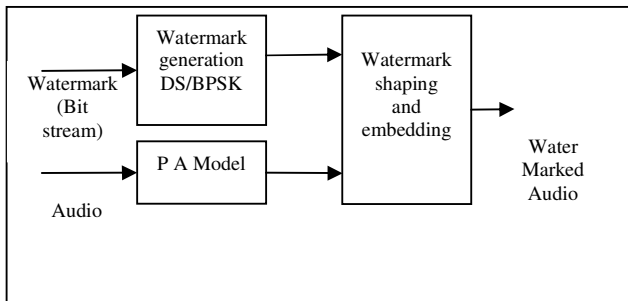 Watermark
generation
DS/BPSK
Watermark
(Bit
stream)
Watermark
shaping
and
embedding
P A Model
Audio
Water
Marked
Audio